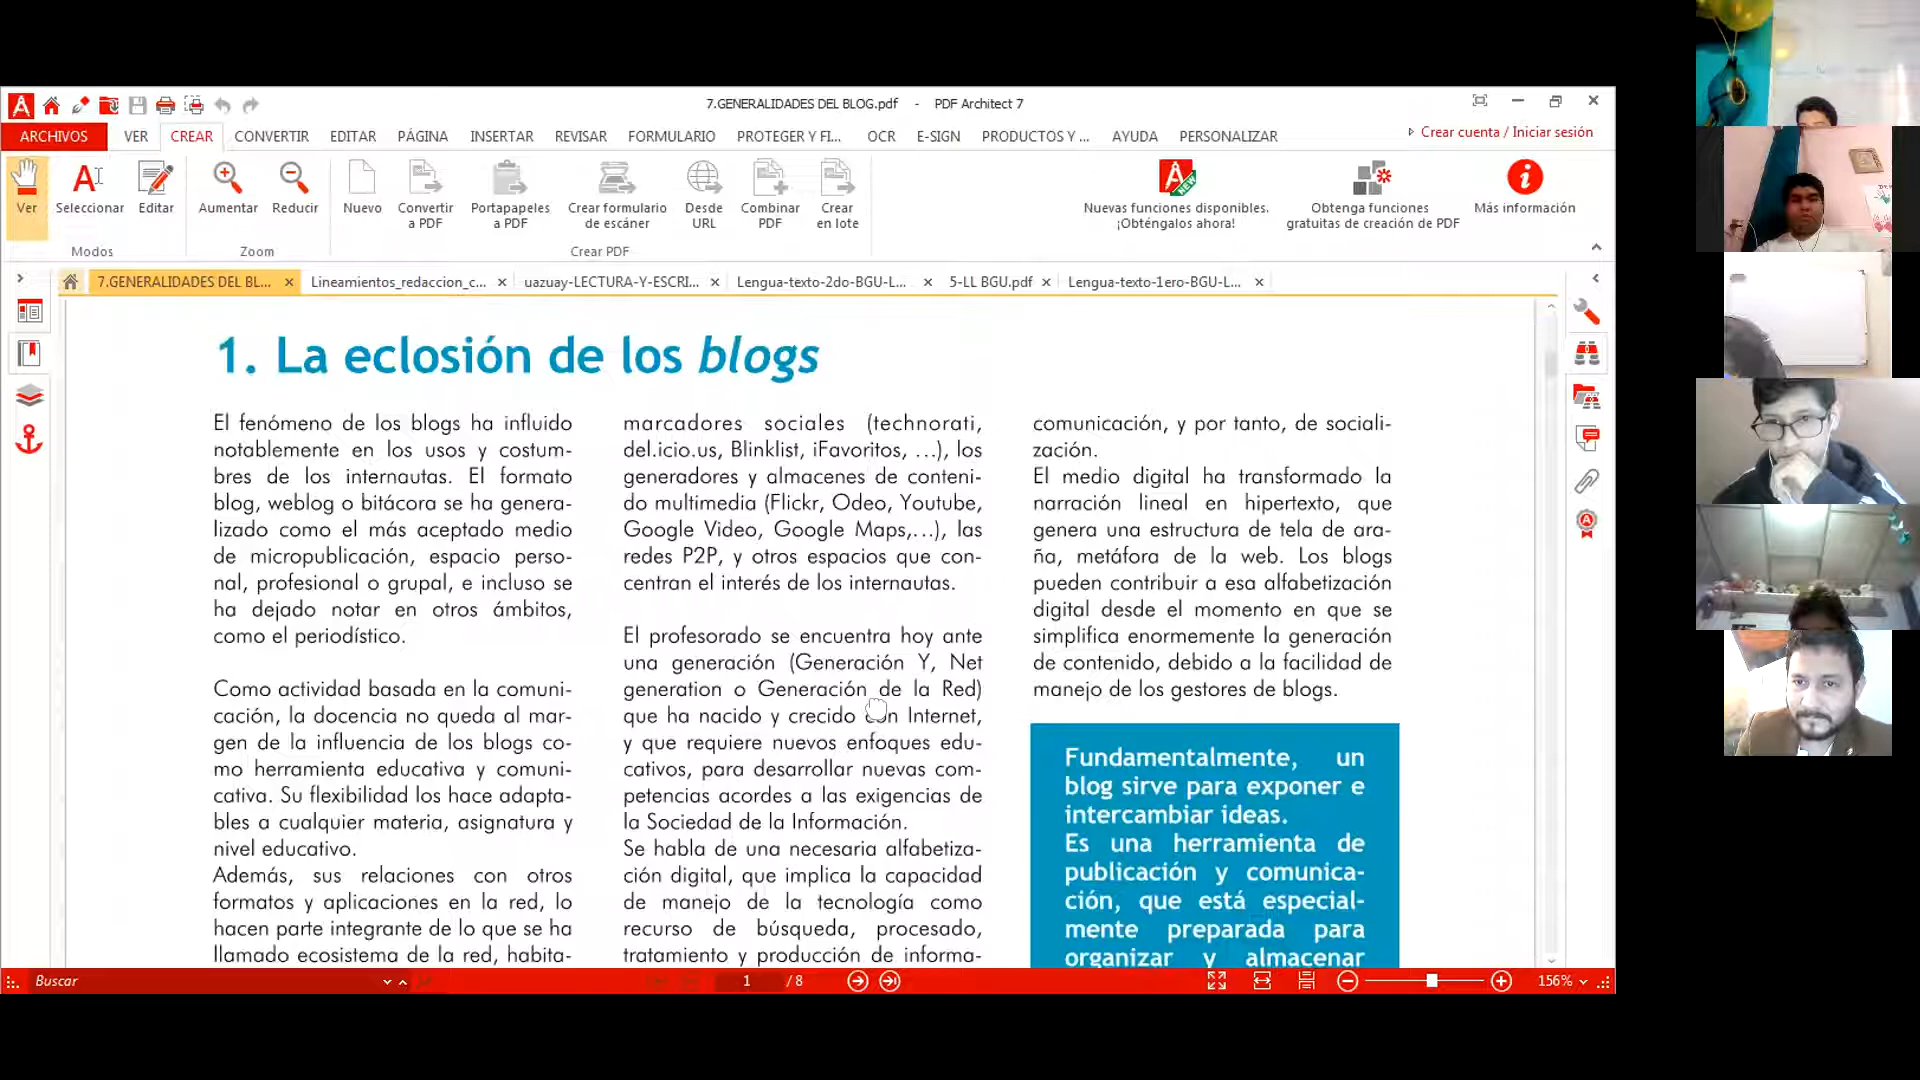 7.GENERALIDADES DEL BLOG.pdf - PDF Architect 7
ARCHIVOS VER CREAR CONVERTIR EDITAR PÁGINA INSERTAR REVISAR FORMULARIO PROTEGER Y FI... OCR E-SIGN PRODUCTOS Y ... AYUDA PERSONALIZAR Crear cuenta / Iniciar sesión
Ver Seleccionar Editar Aumentar Reducir Nuevo Convertir a PDF Portapapeles a PDF Crear formulario de escáner Desde URL Combinar PDF Crear en lote Nuevas funciones disponibles. ¡Obténgalos ahora! Obtenga funciones gratuitas de creación de PDF Más información
Modos Zoom Crear PDF
7.GENERALIDADES DEL BL... Lineamientos_redaccion_c... uazuay-LECTURA-Y-ESCRI... Lengua-texto-2do-BGU-L... 5-LL BGU.pdf Lengua-texto-1ero-BGU-L...
1. La eclosión de los blogs
El fenómeno de los blogs ha influido
notablemente en los usos y costum-
bres de los internautas. El formato
blog, weblog o bitácora se ha genera-
lizado como el más aceptado medio
de micropublicación, espacio perso-
nal, profesional o grupal, e incluso se
ha dejado notar en otros ámbitos,
como el periodístico.
Como actividad basada en la comuni-
cación, la docencia no queda al mar-
gen de la influencia de los blogs co-
mo herramienta educativa y comuni-
cativa. Su flexibilidad los hace adapta-
bles a cualquier materia, asignatura y
nivel educativo.
Además, sus relaciones con otros
formatos y aplicaciones en la red, lo
hacen parte integrante de lo que se ha
llamado ecosistema de la red, habita-
marcadores sociales (technorati,
del.icio.us, Blinklist, iFavoritos, ...), los
generadores y almacenes de conteni-
do multimedia (Flickr, Odeo, Youtube,
Google Video, Google Maps,...), las
redes P2P, y otros espacios que con-
centran el interés de los internautas.
El profesorado se encuentra hoy ante
una generación (Generación Y, Net
generation o Generación de la Red)
que ha nacido y crecido con Internet,
y que requiere nuevos enfoques edu-
cativos, para desarrollar nuevas com-
petencias acordes a las exigencias de
la Sociedad de la Información.
Se habla de una necesaria alfabetiza-
ción digital, que implica la capacidad
de manejo de la tecnología como
recurso de búsqueda, procesado,
tratamiento y producción de informa-
comunicación, y por tanto, de sociali-
zación.
El medio digital ha transformado la
narración lineal en hipertexto, que
genera una estructura de tela de ara-
ña, metáfora de la web. Los blogs
pueden contribuir a esa alfabetización
digital desde el momento en que se
simplifica enormemente la generación
de contenido, debido a la facilidad de
manejo de los gestores de blogs.
Fundamentalmente, un
blog sirve para exponer e
intercambiar ideas.
Es una herramienta de
publicación y comunica-
ción, que está especial-
mente preparada para
organizar y almacenar
Buscar 1 / 8 156%